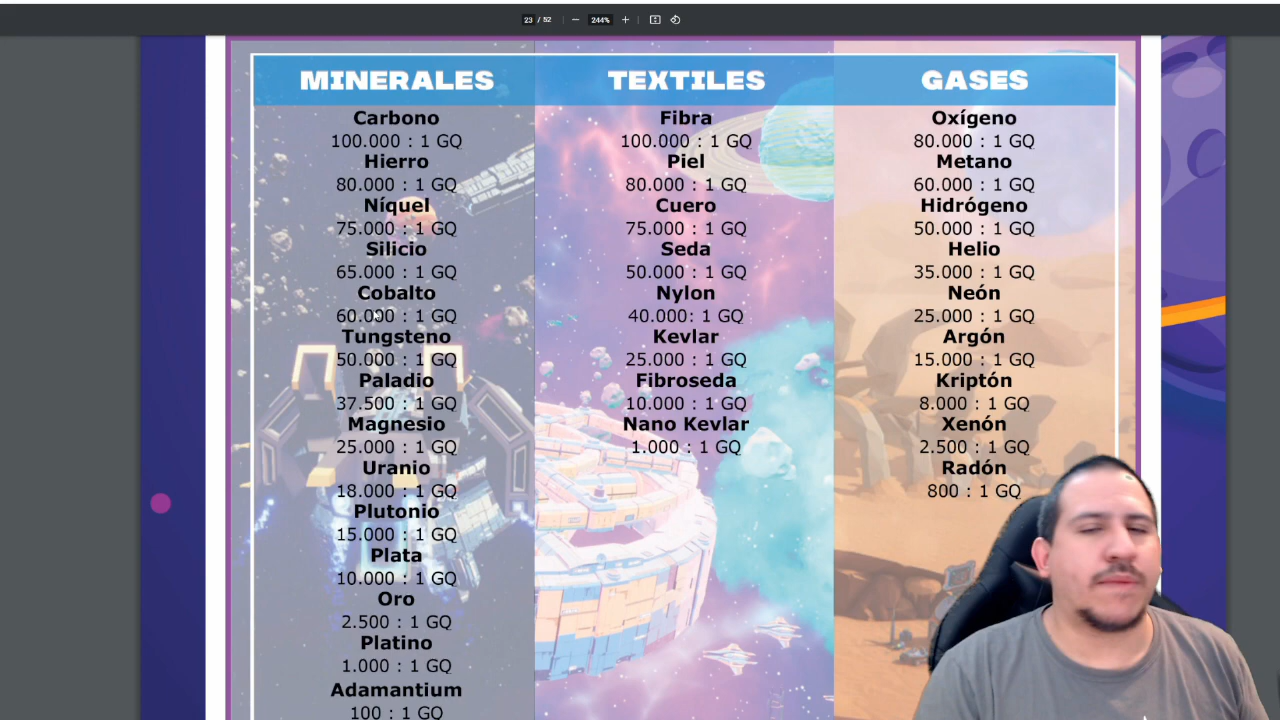 23 / 52
244%
MINERALES
Carbono
100.000 : 1 GQ
Hierro
80.000 : 1 GQ
Níquel
75.000 : 1 GQ
Silicio
65.000 : 1 GQ
Cobalto
60.000 : 1 GQ
Tungsteno
50.000 : 1 GQ
Paladio
37.500 : 1 GQ
Magnesio
25.000 : 1 GQ
Uranio
18.000 : 1 GQ
Plutonio
15.000 : 1 GQ
Plata
10.000 : 1 GQ
Oro
2.500 : 1 GQ
Platino
1.000 : 1 GQ
Adamantium
100 : 1 GQ
TEXTILES
Fibra
100.000 : 1 GQ
Piel
80.000 : 1 GQ
Cuero
75.000 : 1 GQ
Seda
50.000 : 1 GQ
Nylon
40.000: 1 GQ
Kevlar
25.000 : 1 GQ
Fibroseda
10.000 : 1 GQ
Nano Kevlar
1.000 : 1 GQ
GASES
Oxígeno
80.000 : 1 GQ
Metano
60.000 : 1 GQ
Hidrógeno
50.000 : 1 GQ
Helio
35.000 : 1 GQ
Neón
25.000 : 1 GQ
Argón
15.000 : 1 GQ
Kriptón
8.000 : 1 GQ
Xenón
2.500 : 1 GQ
Radón
800 : 1 GQ